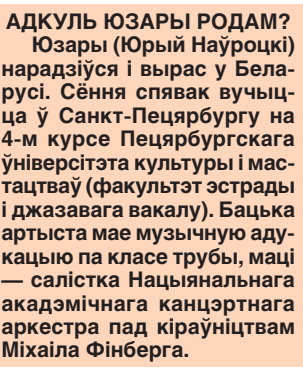 АДКУЛЬ ЮЗАРЫ РОДАМ?
Юзары (Юрый Наўроцкі)
нарадзіўся і вырас у Бела-
русі. Сёння спявак вучыц-
ца ў Санкт-Пецярбургу на
4-м курсе Пецярбургскага
ўніверсітэта культуры і мас-
тацтваў (факультэт эстрады
і джазавага вакалу). Бацька
артыста мае музычную аду-
кацыю па класе трубы, маці
— салістка Нацыянальнага
акадэмічнага канцэртнага
аркестра пад кіраўніцтвам
Міхаіла Фінберга.